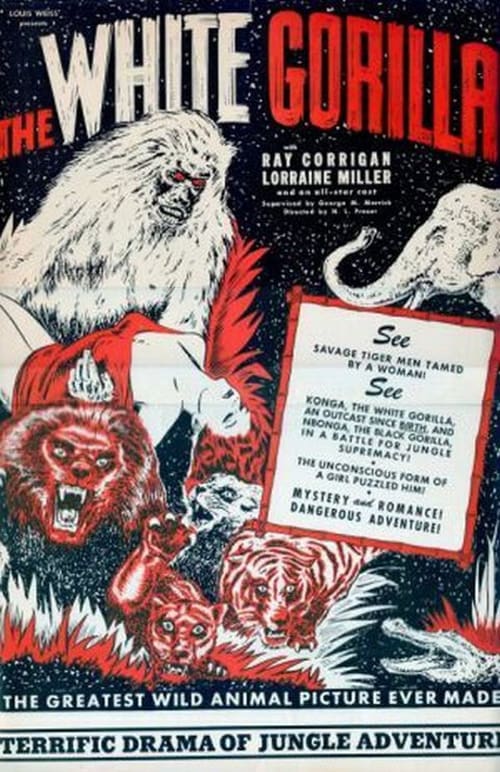 LOUIS WEISS
presents
THE WHITE GORILLA
with
RAY CORRIGAN
LORRAINE MILLER
and an all-star cast
Supervised by George M. Merrick
Directed by H. L. Fraser
See
SAVAGE TIGER MEN TAMED
BY A WOMAN!
See
KONGA, THE WHITE GORILLA,
AN OUTCAST SINCE BIRTH, AND
NBONGA, THE BLACK GORILLA,
IN A BATTLE FOR JUNGLE
SUPREMACY!
THE UNCONSCIOUS FORM OF
A GIRL PUZZLED HIM!
MYSTERY and ROMANCE!
DANGEROUS ADVENTURE!
THE GREATEST WILD ANIMAL PICTURE EVER MADE
TERRIFIC DRAMA OF JUNGLE ADVENTUR